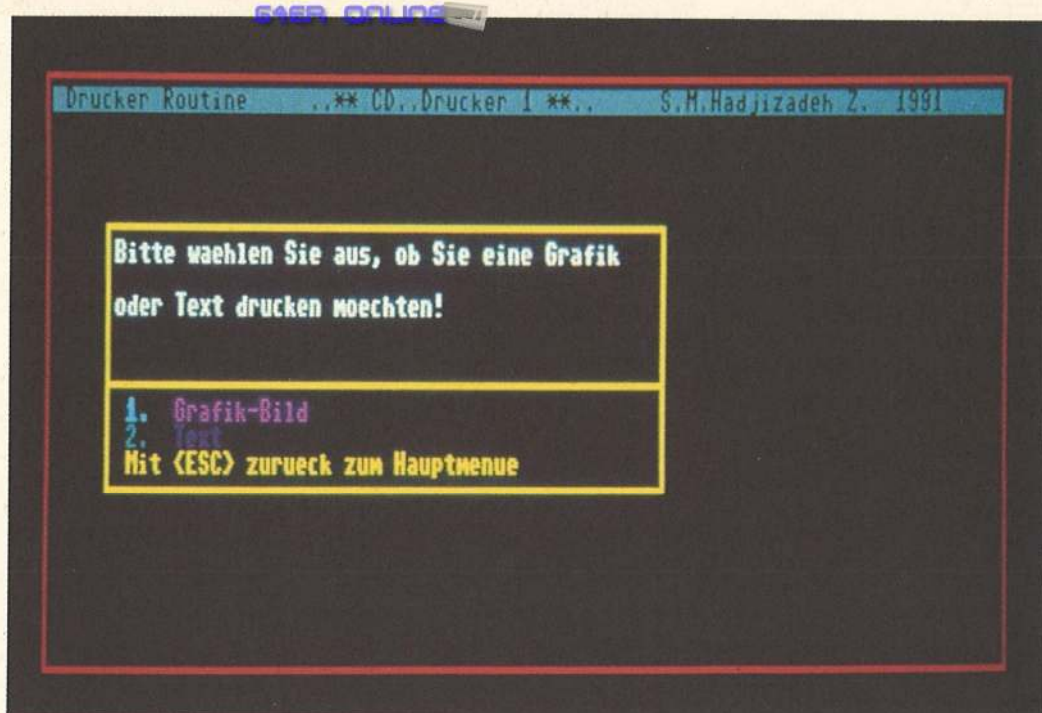 64ER ONLINE
Drucker Routine ..** CD..Drucker 1 **.. S.M.Hadjizadeh Z. 1991
Bitte waehlen Sie aus, ob Sie eine Grafik
oder Text drucken moechten!
1. Grafik-Bild
2. Text
Mit <ESC> zurueck zum Hauptmenue